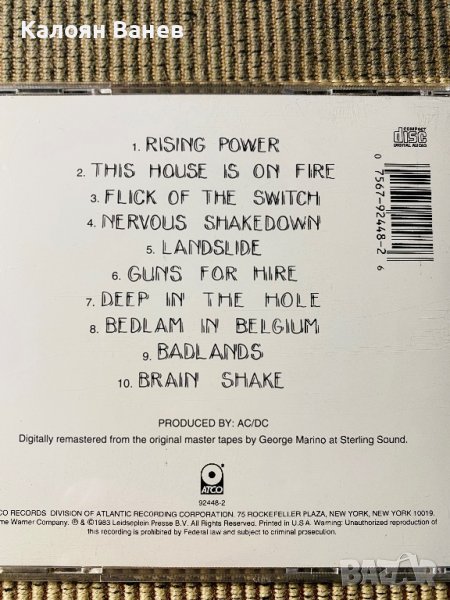 Калоян Ванев
COMPACT
disc
DIGITAL AUDIO
1. RISING POWER
2. THIS HOUSE IS ON FIRE
3. FLICK OF THE SWITCH
4. NERVOUS SHAKEDOWN
5. LANDSLIDE
6. GUNS FOR HIRE
7. DEEP IN THE HOLE
8. BEDLAM IN BELGIUM
9. BADLANDS
10. BRAIN SHAKE
0 7567-92448-2 6
PRODUCED BY: AC/DC
Digitally remastered from the original master tapes by George Marino at Sterling Sound.
ATCO
92448-2
CO RECORDS DIVISION OF ATLANTIC RECORDING CORPORATION. 75 ROCKEFELLER PLAZA, NEW YORK, NEW YORK 10019.
me Warner Company. ℗ & ©1983 Leidseplein Presse B.V. All Rights Reserved. Printed in U.S.A. Warning: Unauthorized reproduction of
this recording is prohibited by Federal law and subject to criminal prosecution.
BAZAR